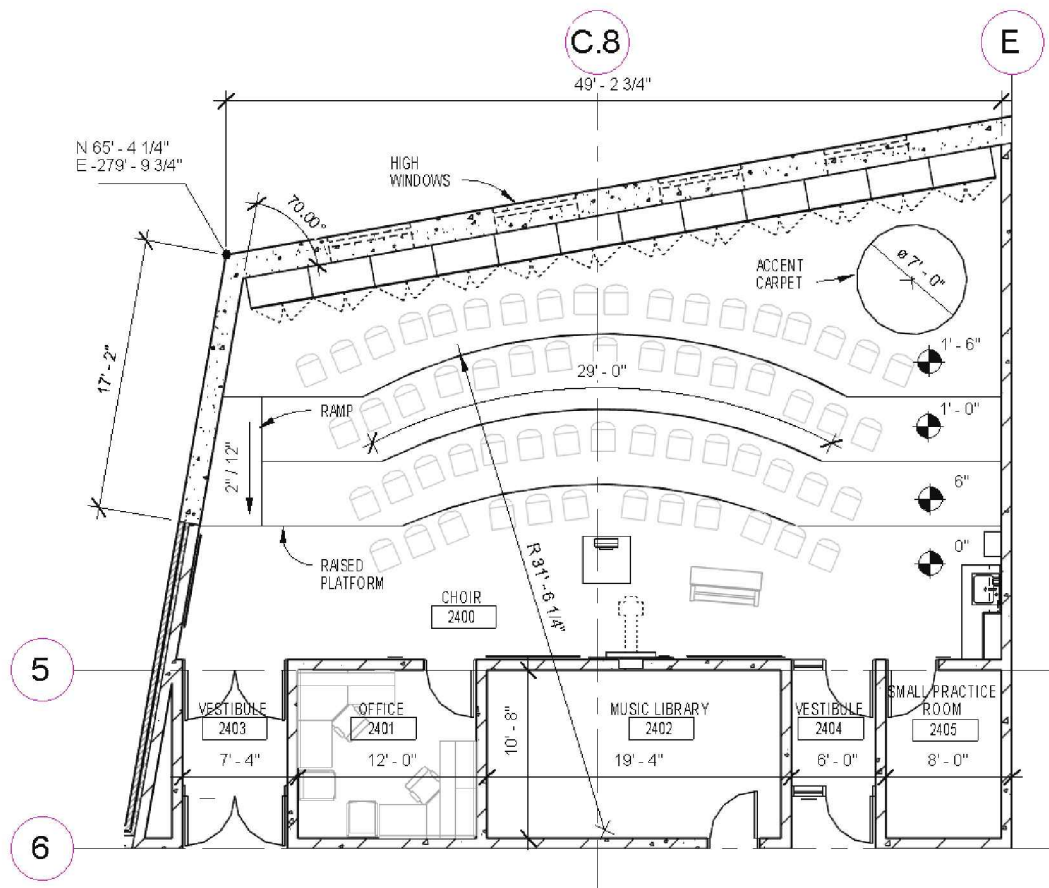 C.8
E
49' - 2 3/4"
N 65' - 4 1/4"
E -279' - 9 3/4"
HIGH
WINDOWS
70.00°
ACCENT
CARPET
ø 7' - 0"
17' - 2"
1' - 6"
29' - 0"
RAMP
1' - 0"
2" / 12"
6"
R 31' - 6 1/4"
0"
RAISED
PLATFORM
CHOIR
2400
5
VESTIBULE
2403
OFFICE
2401
MUSIC LIBRARY
2402
VESTIBULE
2404
SMALL PRACTICE
ROOM
2405
10' - 8"
7' - 4"
12' - 0"
19' - 4"
6' - 0"
8' - 0"
6